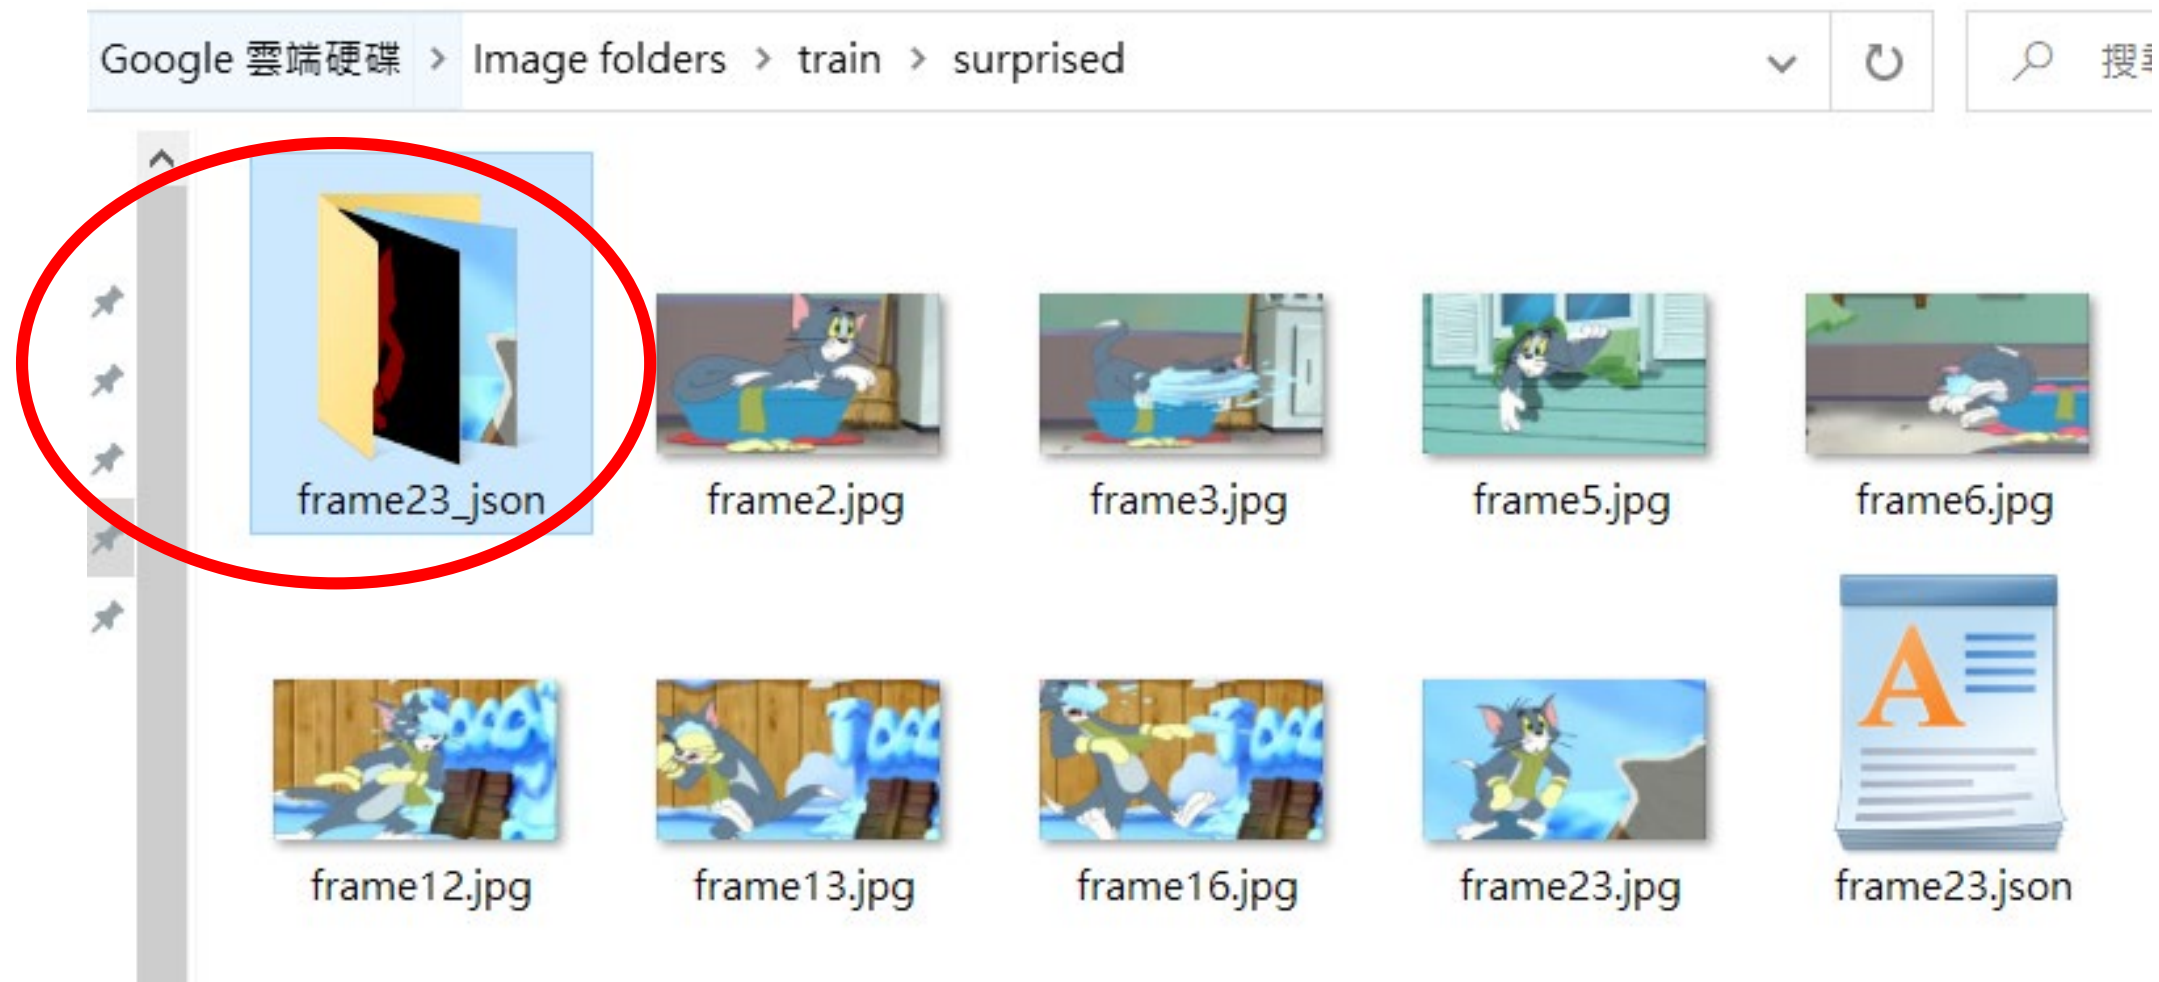 Google 雲端硬碟 > Image folders > train > surprised
搜
frame23_json
frame2.jpg
frame3.jpg
frame5.jpg
frame6.jpg
frame12.jpg
frame13.jpg
frame16.jpg
frame23.jpg
frame23.json